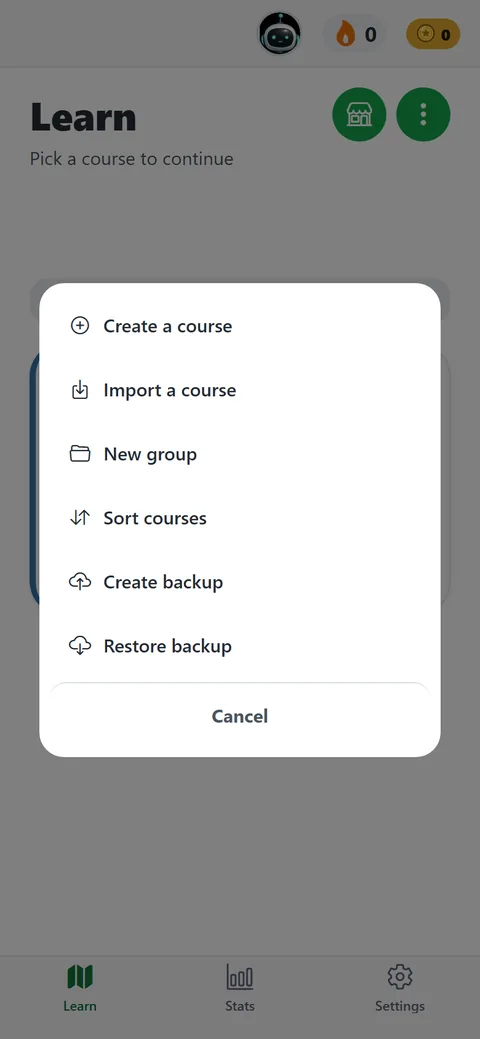 0
0
Learn
Pick a course to continue
Create a course
Import a course
New group
Sort courses
Create backup
Restore backup
Cancel
Learn
Stats
Settings